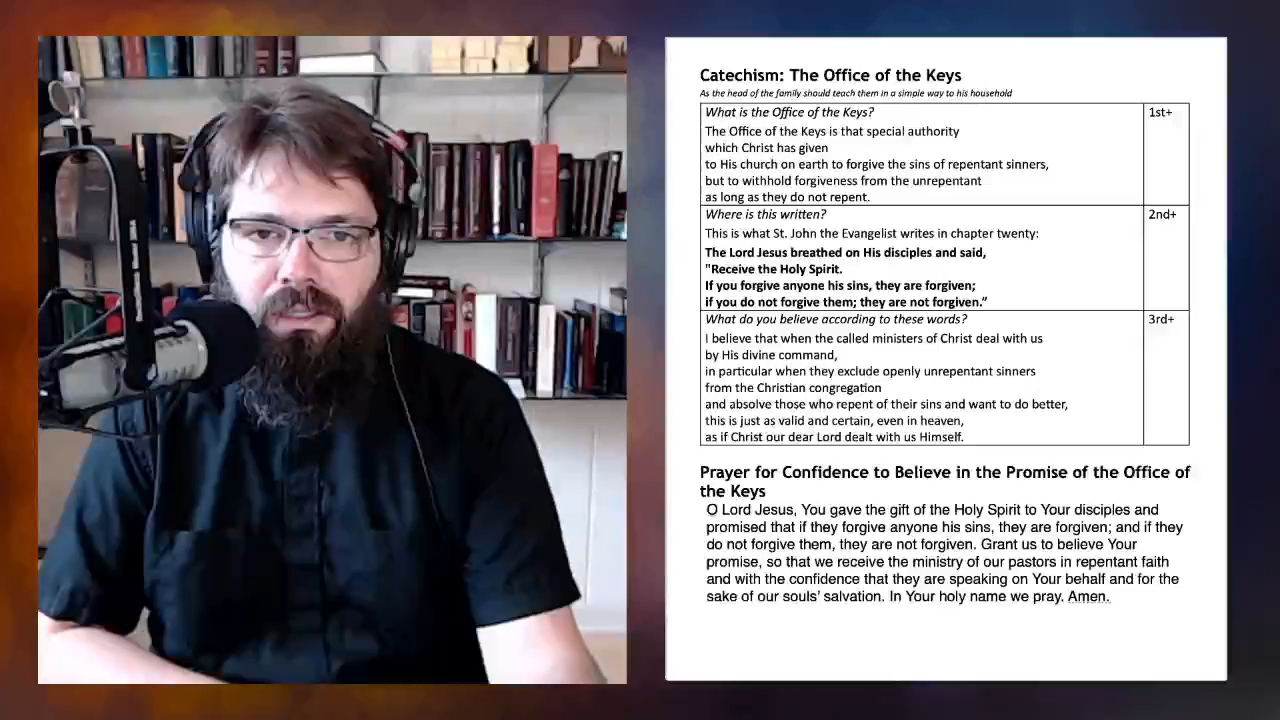 Catechism: The Office of the Keys
As the head of the family should teach them in a simple way to his household
What is the Office of the Keys?
1st+
The Office of the Keys is that special authority
which Christ has given
to His church on earth to forgive the sins of repentant sinners,
but to withhold forgiveness from the unrepentant
as long as they do not repent.
Where is this written?
2nd+
This is what St. John the Evangelist writes in chapter twenty:
The Lord Jesus breathed on His disciples and said,
"Receive the Holy Spirit.
If you forgive anyone his sins, they are forgiven;
if you do not forgive them; they are not forgiven.”
What do you believe according to these words?
3rd+
I believe that when the called ministers of Christ deal with us
by His divine command,
in particular when they exclude openly unrepentant sinners
from the Christian congregation
and absolve those who repent of their sins and want to do better,
this is just as valid and certain, even in heaven,
as if Christ our dear Lord dealt with us Himself.
Prayer for Confidence to Believe in the Promise of the Office of
the Keys
O Lord Jesus, You gave the gift of the Holy Spirit to Your disciples and
promised that if they forgive anyone his sins, they are forgiven; and if they
do not forgive them, they are not forgiven. Grant us to believe Your
promise, so that we receive the ministry of our pastors in repentant faith
and with the confidence that they are speaking on Your behalf and for the
sake of our souls’ salvation. In Your holy name we pray. Amen.